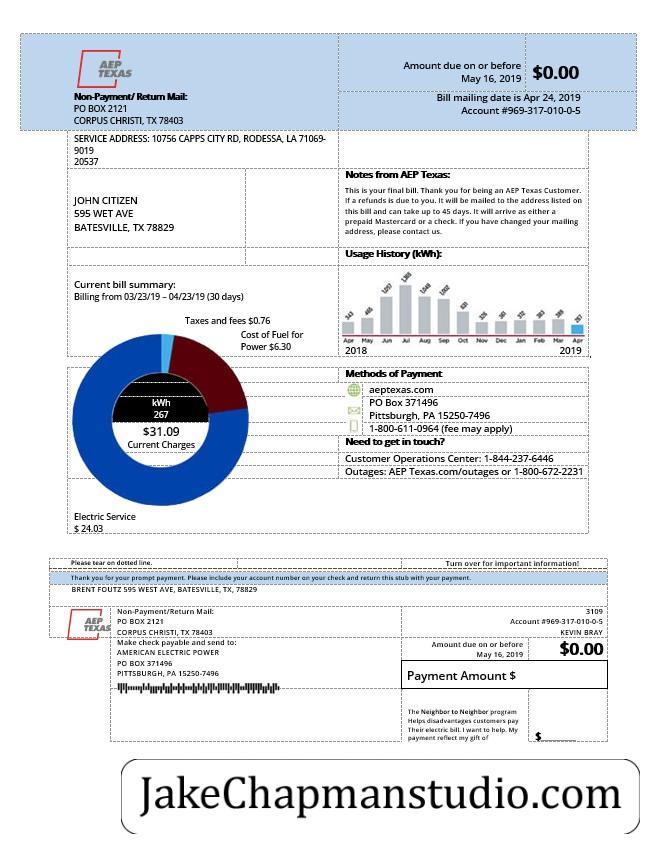 AEP
TEXAS
Non-Payment/ Return Mail:
PO BOX 2121
CORPUS CHRISTI, TX 78403
Amount due on or before
May 16, 2019
$0.00
Bill mailing date is Apr 24, 2019
Account #969-317-010-0-5
SERVICE ADDRESS: 10756 CAPPS CITY RD, RODESSA, LA 71069-
9019
20537
JOHN CITIZEN
595 WET AVE
BATESVILLE, TX 78829
Notes from AEP Texas:
This is your final bill. Thank you for being an AEP Texas Customer.
If a refunds is due to you. It will be mailed to the address listed on
this bill and can take up to 45 days. It will arrive as either a
prepaid Mastercard or a check. If you have changed your mailing
address, please contact us.
Usage History (kWh):
Apr May Jun Jul Aug Sep Oct Nov Dec Jan Feb Mar Apr
2018 2019
Current bill summary:
Billing from 03/23/19 – 04/23/19 (30 days)
Taxes and fees $0.76
Cost of Fuel for
Power $6.30
kWh
267
$31.09
Current Charges
Electric Service
$ 24.03
Methods of Payment
aeptexas.com
PO Box 371496
Pittsburgh, PA 15250-7496
1-800-611-0964 (fee may apply)
Need to get in touch?
Customer Operations Center: 1-844-237-6446
Outages: AEP Texas.com/outages or 1-800-672-2231
Please tear on dotted line.
Turn over for important information!
Thank you for your prompt payment. Please include your account number on your check and return this stub with your payment.
BRENT FOUTZ 595 WEST AVE, BATESVILLE, TX, 78829
AEP
TEXAS
Non-Payment/Return Mail:
PO BOX 2121
CORPUS CHRISTI, TX 78403
Make check payable and send to:
AMERICAN ELECTRIC POWER
PO BOX 371496
PITTSBURGH, PA 15250-7496
3109
Account #969-317-010-0-5
KEVIN BRAY
Amount due on or before
May 16, 2019
$0.00
Payment Amount $
The Neighbor to Neighbor program
Helps disadvantages customers pay
Their electric bill. I want to help. My
payment reflect my gift of
$_______
JakeChapmanstudio.com